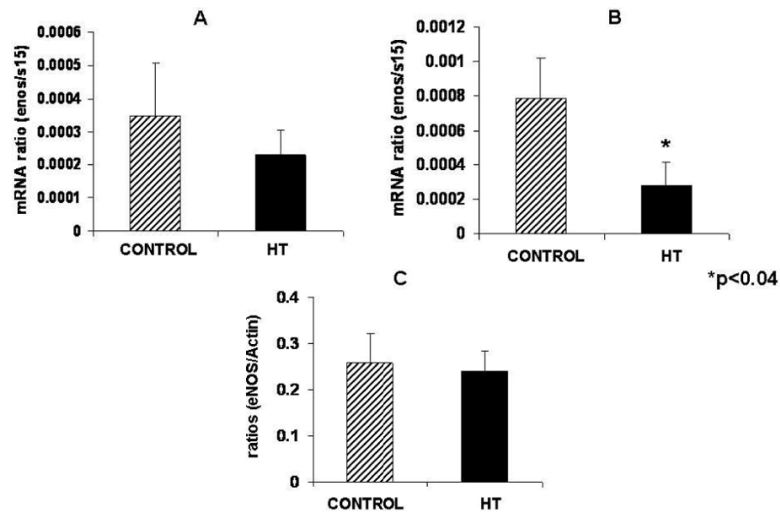 A
mRNA ratio (enos/s15)
0.0006
0.0005
0.0004
0.0003
0.0002
0.0001
0
CONTROL HT
B
mRNA ratio (enos/s15)
0.0012
0.001
0.0008
0.0006
0.0004
0.0002
0
*
CONTROL HT
*p<0.04
C
ratios (eNOS/Actin)
0.4
0.3
0.2
0.1
0
CONTROL HT